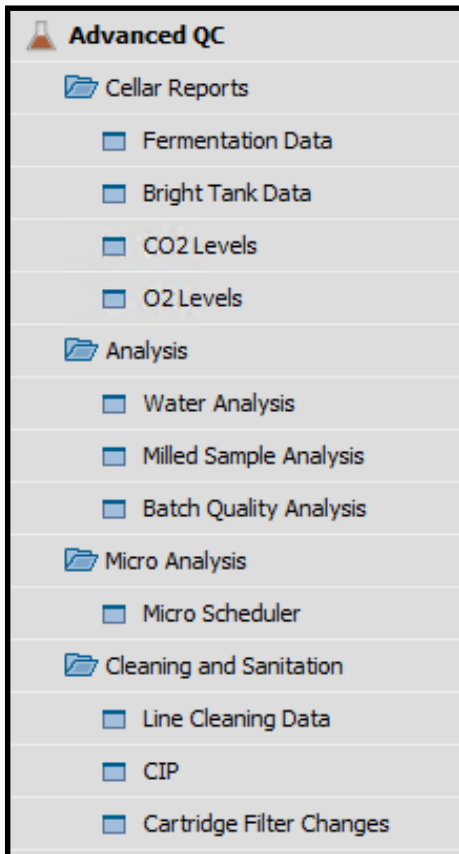 Advanced QC
Cellar Reports
Fermentation Data
Bright Tank Data
CO2 Levels
O2 Levels
Analysis
Water Analysis
Milled Sample Analysis
Batch Quality Analysis
Micro Analysis
Micro Scheduler
Cleaning and Sanitation
Line Cleaning Data
CIP
Cartridge Filter Changes